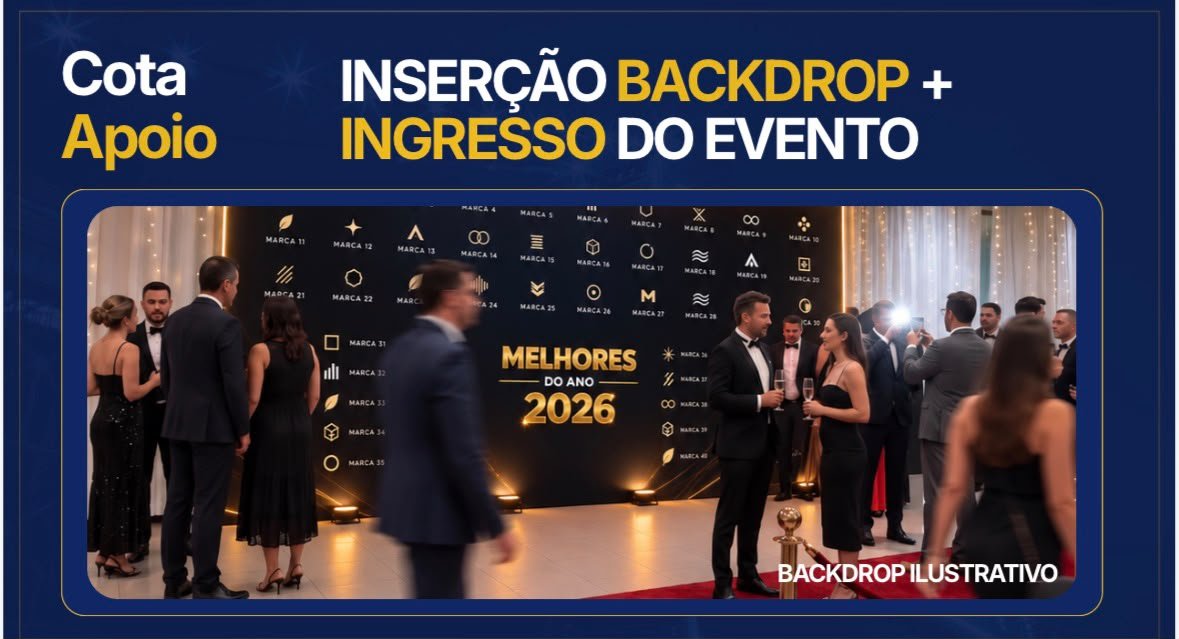 Cota
Apoio
INSERÇÃO BACKDROP +
INGRESSO DO EVENTO
MARCA 4
MARCA 5
MARCA 6
MARCA 7
MARCA 8
MARCA 9
MARCA 10
MARCA 11
MARCA 12
MARCA 13
MARCA 14
MARCA 15
MARCA 16
MARCA 17
MARCA 18
MARCA 19
MARCA 20
MARCA 21
MARCA 22
24
MARCA 25
MARCA 26
MARCA 27
MARCA 28
30
MARCA 31
MARCA 32
MARCA 33
MARCA 34
MARCA 35
MELHORES
DO ANO
2026
MARCA 36
MARCA 37
MARCA 38
MARCA 39
MARCA 40
BACKDROP ILUSTRATIVO